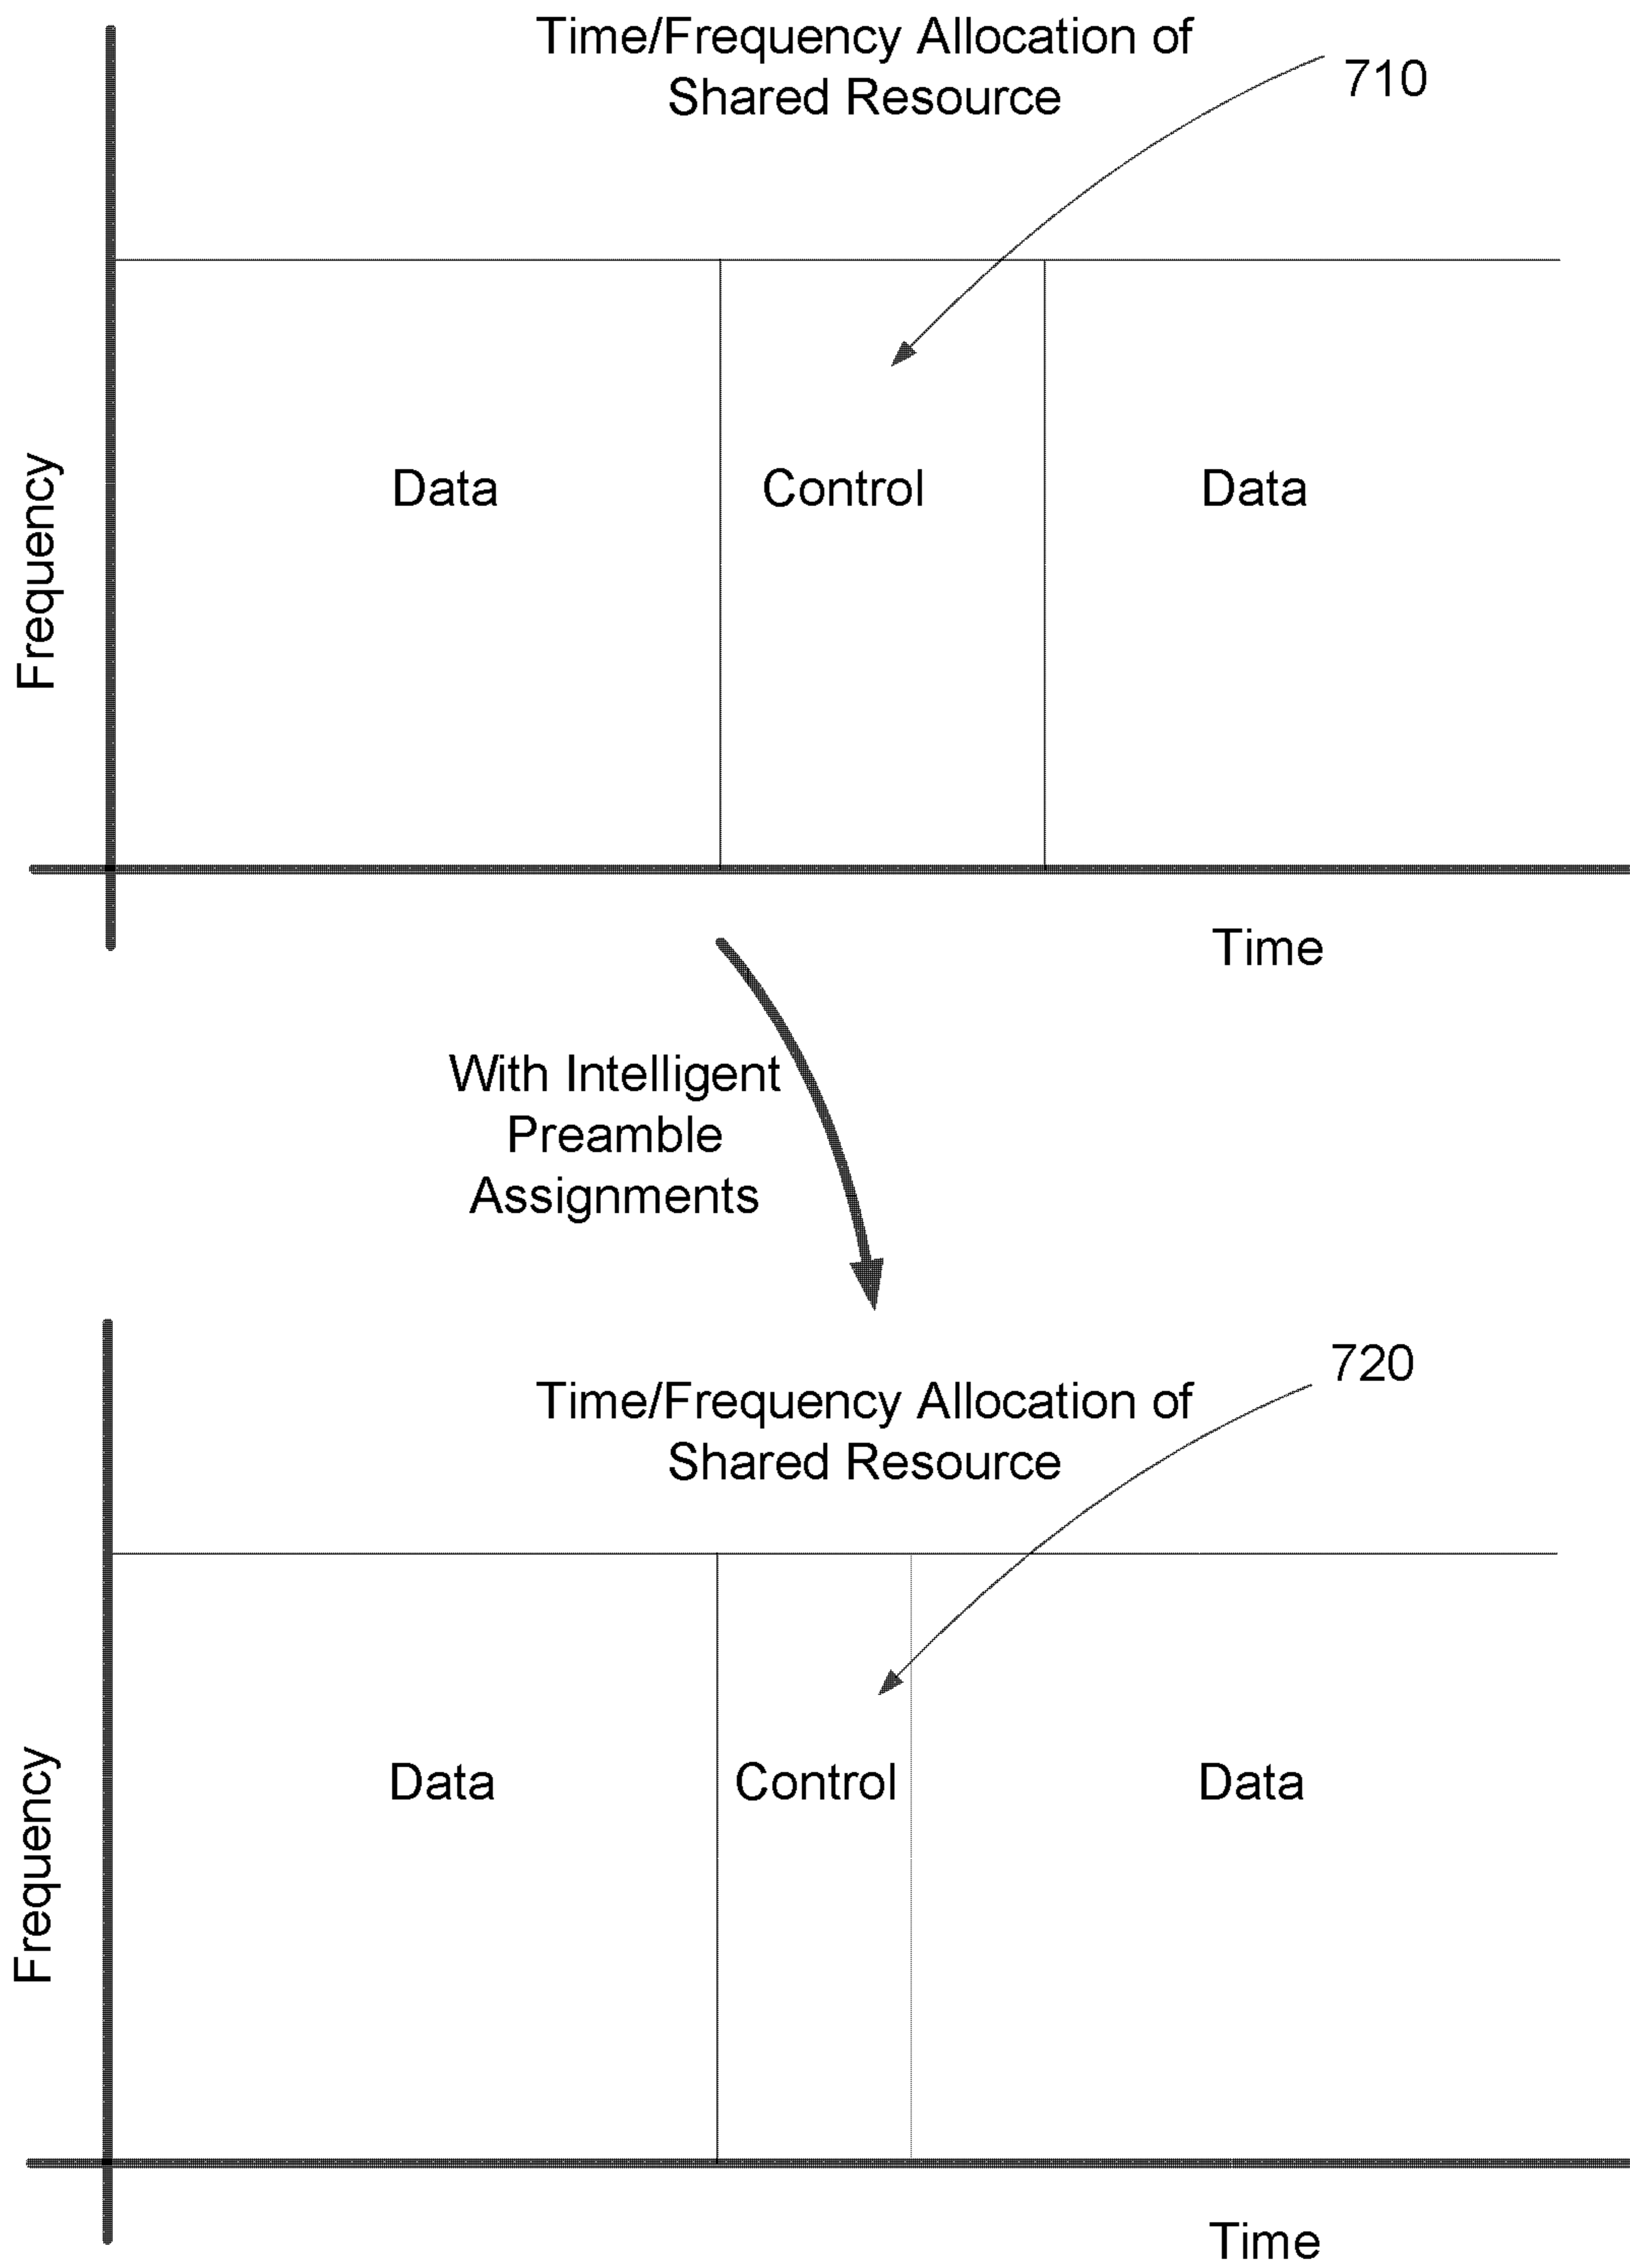 Time/Frequency Allocation of
Shared Resource
710
Frequency
Data
Control
Data
Time
With Intelligent
Preamble
Assignments
720
Time/Frequency Allocation of
Shared Resource
Frequency
Data
Control
Data
Time